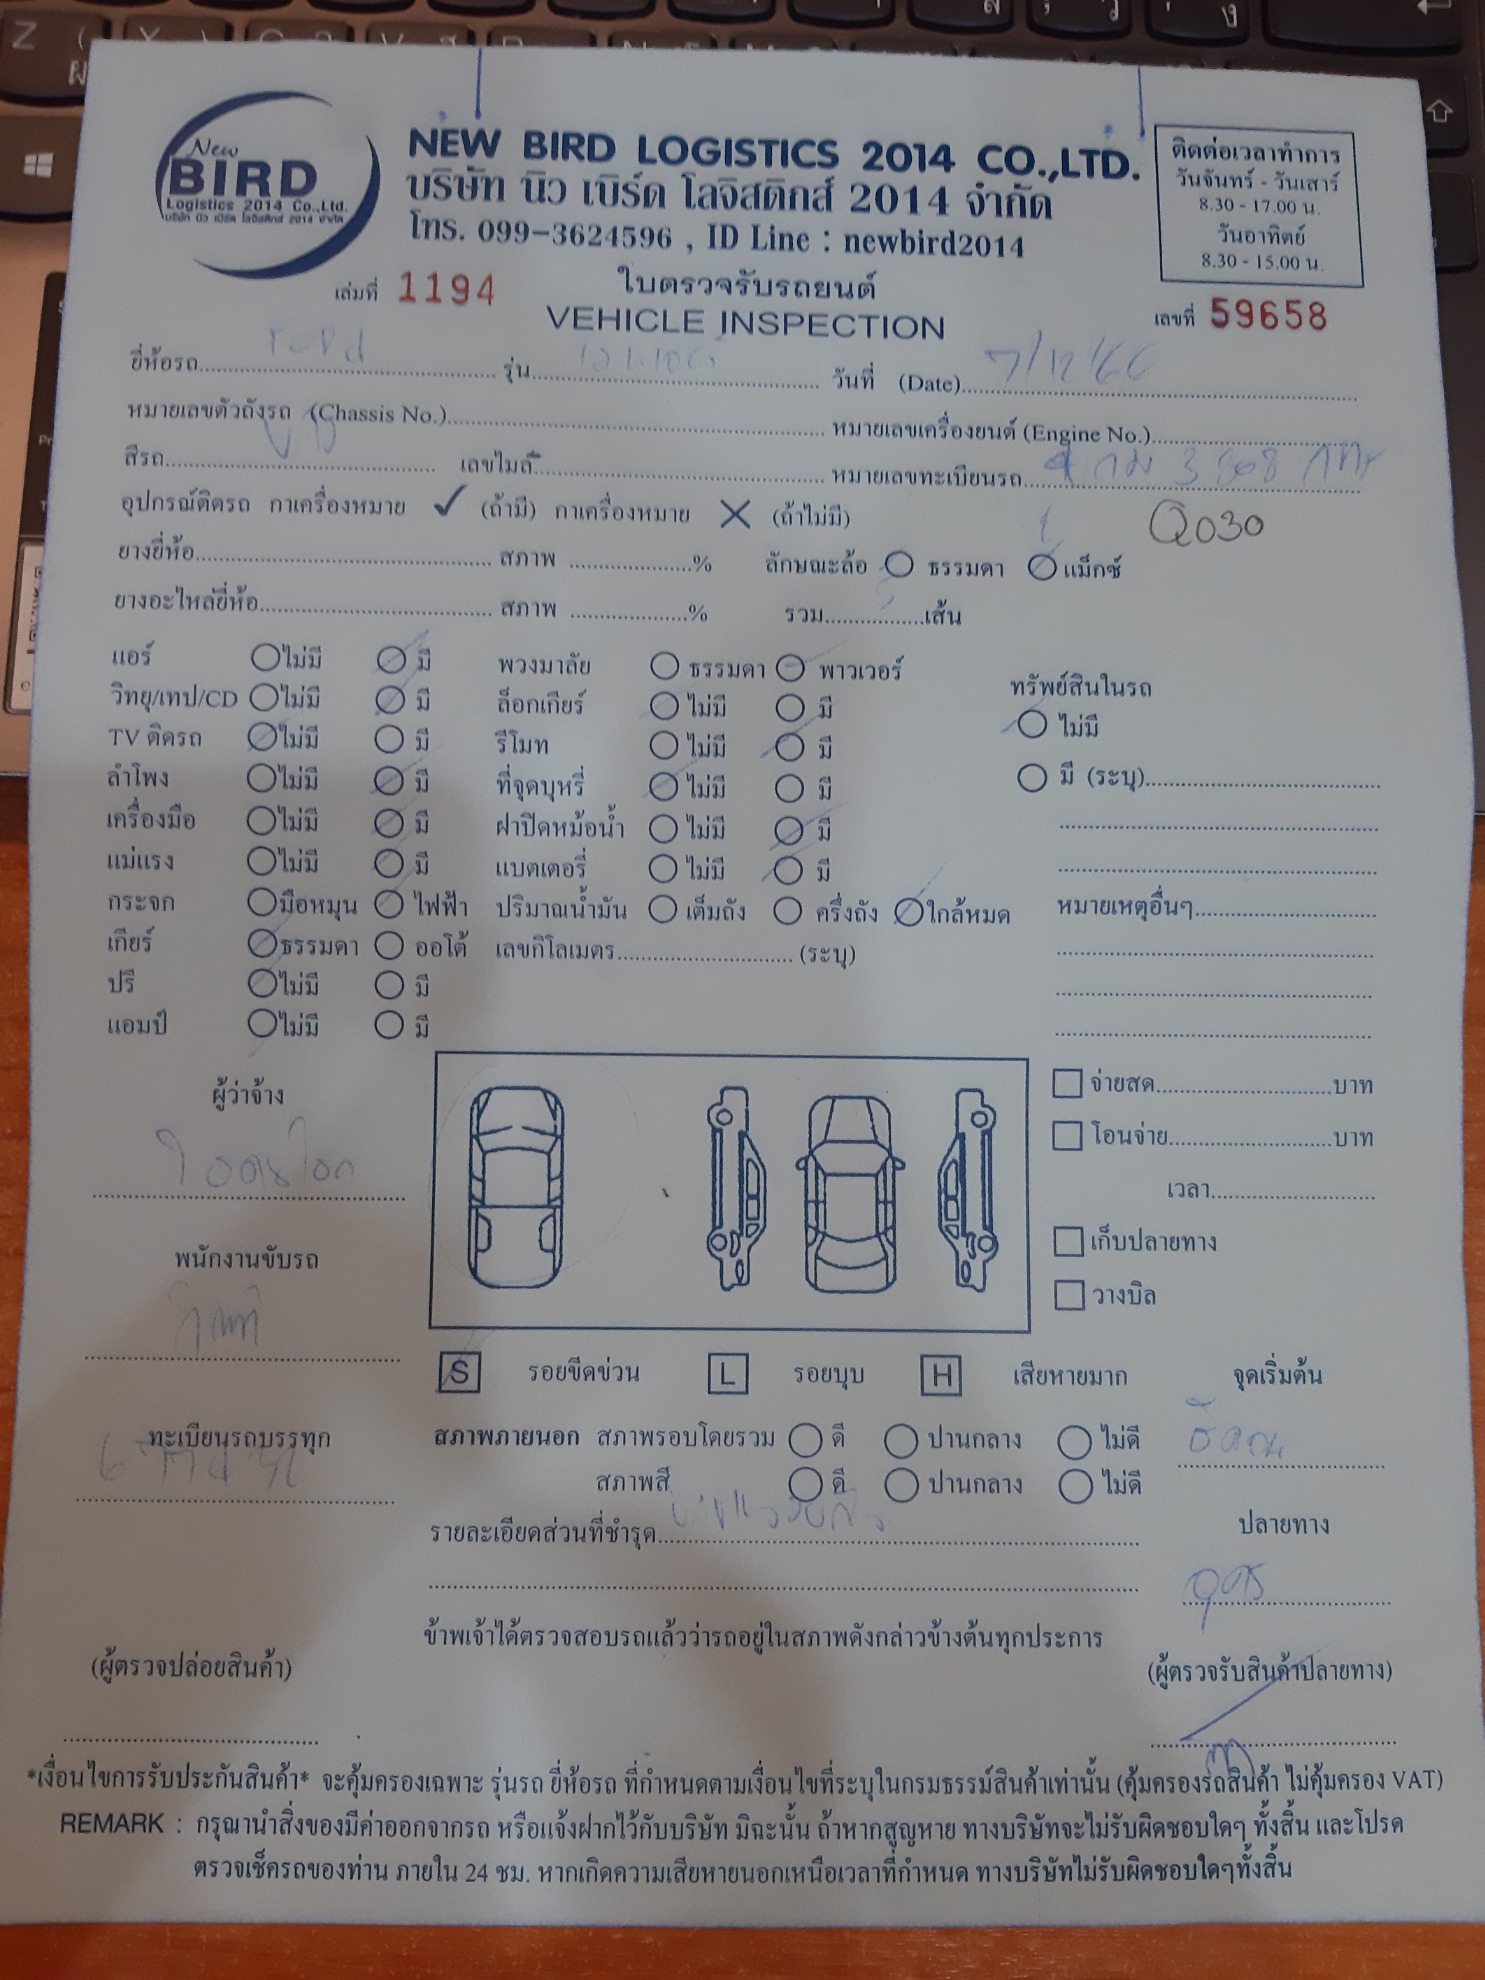 New
BIRD
Logistics 2014 Co.,Ltd.
บริษัท นิว เบิร์ด โลจิสติกส์ 2014 จำกัด
NEW BIRD LOGISTICS 2014 CO.,LTD.
บริษัท นิว เบิร์ด โลจิสติกส์ 2014 จำกัด
โทร. 099-3624596 , ID Line : newbird2014
ติดต่อเวลาทำการ
วันจันทร์ - วันเสาร์
8.30 - 17.00 น.
วันอาทิตย์
8.30 - 15.00 น.
เล่มที่ 1194
ใบตรวจรับรถยนต์
VEHICLE INSPECTION
เลขที่ 59658
ยี่ห้อรถ Ford รุ่น วันที่ (Date) 7/12/66
หมายเลขตัวถังรถ (Chassis No.) หมายเลขเครื่องยนต์ (Engine No.)
สีรถ เลขไมล์ หมายเลขทะเบียนรถ
อุปกรณ์ติดรถ กาเครื่องหมาย ✓ (ถ้ามี) กาเครื่องหมาย ✕ (ถ้าไม่มี) Q030
ยางยี่ห้อ สภาพ % ลักษณะล้อ ธรรมดา แม็กซ์
ยางอะไหล่ยี่ห้อ สภาพ % รวม เส้น
แอร์ ไม่มี มี พวงมาลัย ธรรมดา พาวเวอร์
วิทยุ/เทป/CD ไม่มี มี ล็อกเกียร์ ไม่มี มี
TV ติดรถ ไม่มี มี รีโมท ไม่มี มี
ลำโพง ไม่มี มี ที่จุดบุหรี่ ไม่มี มี
เครื่องมือ ไม่มี มี ฝาปิดหม้อน้ำ ไม่มี มี
แม่แรง ไม่มี มี แบตเตอรี่ ไม่มี มี
กระจก มือหมุน ไฟฟ้า ปริมาณน้ำมัน เต็มถัง ครึ่งถัง ใกล้หมด
เกียร์ ธรรมดา ออโต้ เลขกิโลเมตร (ระบุ)
ปรี ไม่มี มี
แอมป์ ไม่มี มี
ทรัพย์สินในรถ
ไม่มี
มี (ระบุ)
หมายเหตุอื่นๆ
ผู้ว่าจ้าง
พนักงานขับรถ
ทะเบียนรถบรรทุก
จ่ายสด บาท
โอนจ่าย บาท
เวลา
เก็บปลายทาง
วางบิล
S รอยขีดข่วน L รอยบุบ H เสียหายมาก
จุดเริ่มต้น
สภาพภายนอก สภาพรอบโดยรวม ดี ปานกลาง ไม่ดี
สภาพสี ดี ปานกลาง ไม่ดี
รายละเอียดส่วนที่ชำรุด
ปลายทาง
อุดร
ข้าพเจ้าได้ตรวจสอบรถแล้วว่ารถอยู่ในสภาพดังกล่าวข้างต้นทุกประการ
(ผู้ตรวจปล่อยสินค้า) (ผู้ตรวจรับสินค้าปลายทาง)
*เงื่อนไขการรับประกันสินค้า* จะคุ้มครองเฉพาะ รุ่นรถ ยี่ห้อรถ ที่กำหนดตามเงื่อนไขที่ระบุในกรมธรรม์สินค้าเท่านั้น (คุ้มครองรถสินค้า ไม่คุ้มครอง VAT)
REMARK : กรุณานำสิ่งของมีค่าออกจากรถ หรือแจ้งฝากไว้กับบริษัท มิฉะนั้น ถ้าหากสูญหาย ทางบริษัทจะไม่รับผิดชอบใดๆ ทั้งสิ้น และโปรด
ตรวจเช็ครถของท่าน ภายใน 24 ชม. หากเกิดความเสียหายนอกเหนือเวลาที่กำหนด ทางบริษัทไม่รับผิดชอบใดๆทั้งสิ้น